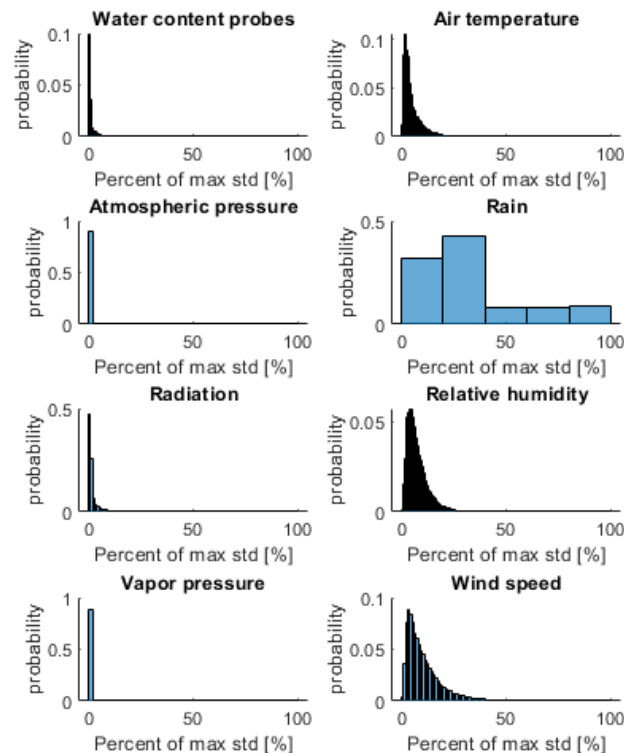 Water content probes
Air temperature
0.1
0.05
0
probability
0 50 100
Percent of max std [%]
0.1
0.05
0
probability
0 50 100
Percent of max std [%]
Atmospheric pressure
Rain
1
0.5
0
probability
0 50 100
Percent of max std [%]
0.5
0
probability
0 50 100
Percent of max std [%]
Radiation
Relative humidity
0.5
0
probability
0 50 100
Percent of max std [%]
0.05
0
probability
0 50 100
Percent of max std [%]
Vapor pressure
Wind speed
1
0.5
0
probability
0 50 100
Percent of max std [%]
0.1
0.05
0
probability
0 50 100
Percent of max std [%]